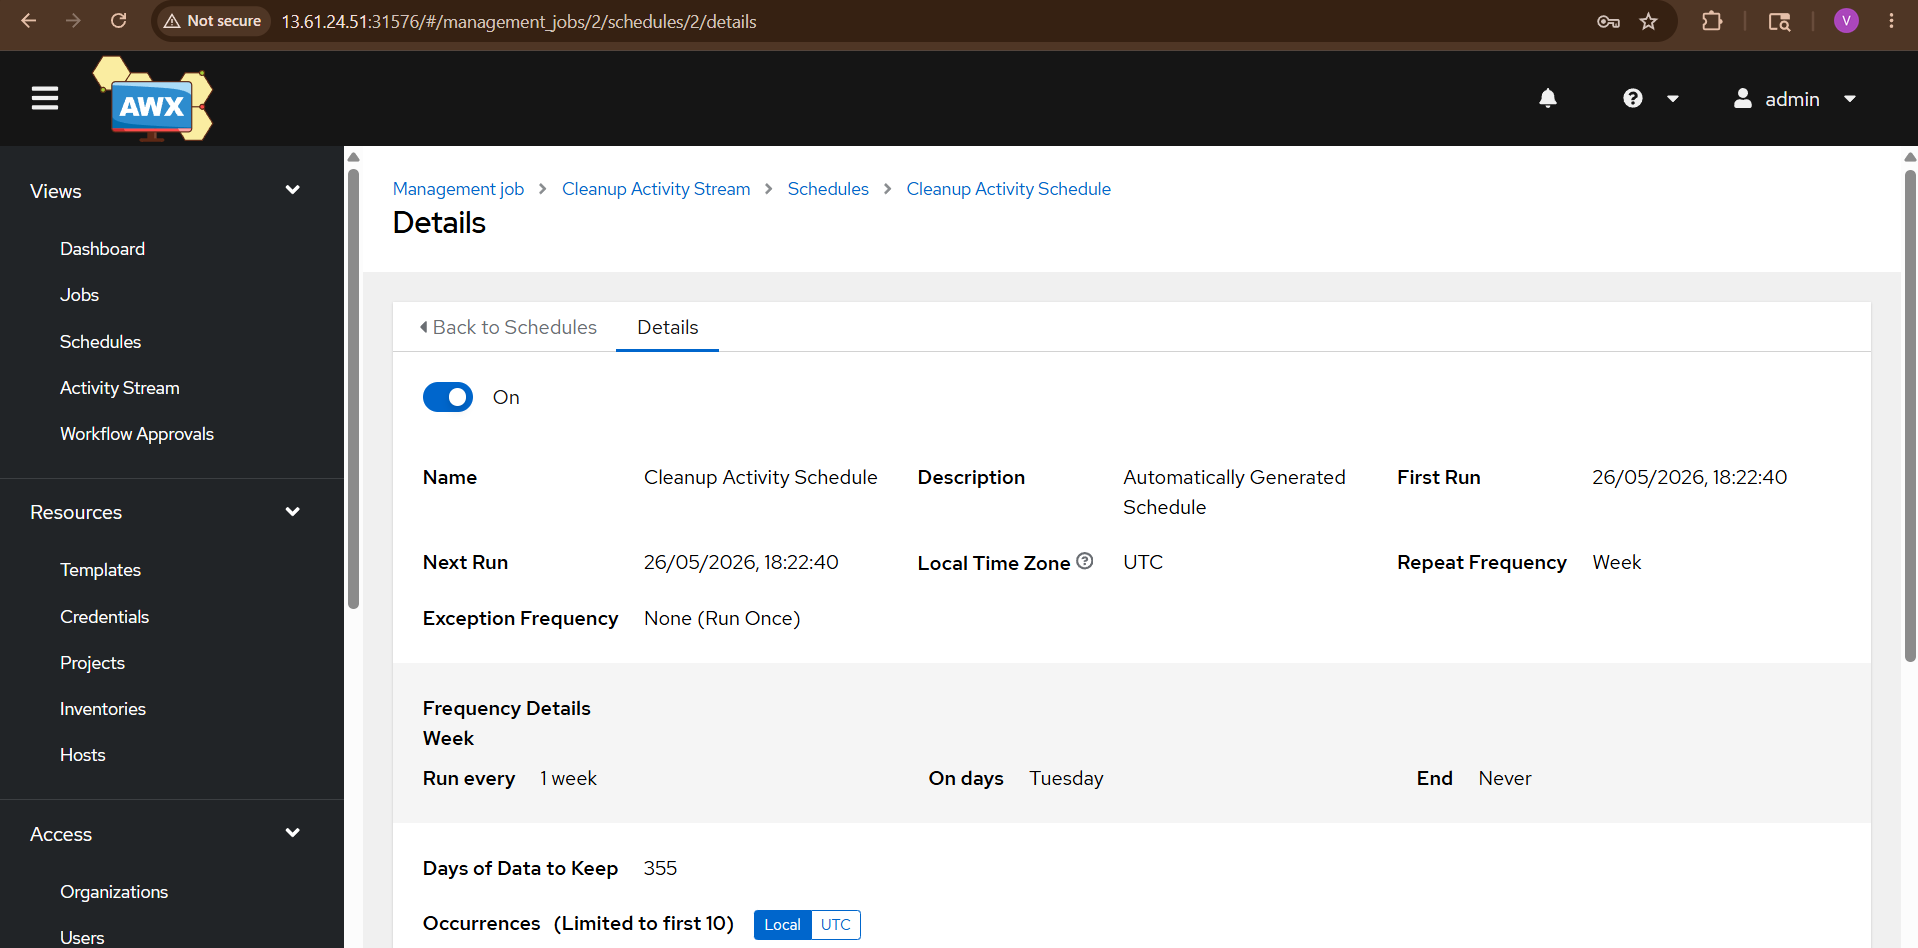 Not secure
13.61.24.51:31576/#/management_jobs/2/schedules/2/details
V
AWX
admin
Views
Dashboard
Jobs
Schedules
Activity Stream
Workflow Approvals
Resources
Templates
Credentials
Projects
Inventories
Hosts
Access
Organizations
Users
Management job > Cleanup Activity Stream > Schedules > Cleanup Activity Schedule
Details
Back to Schedules Details
On
Name Cleanup Activity Schedule Description Automatically Generated First Run 26/05/2026, 18:22:40
Schedule
Next Run 26/05/2026, 18:22:40 Local Time Zone UTC Repeat Frequency Week
Exception Frequency None (Run Once)
Frequency Details
Week
Run every 1 week On days Tuesday End Never
Days of Data to Keep 355
Occurrences (Limited to first 10) Local UTC